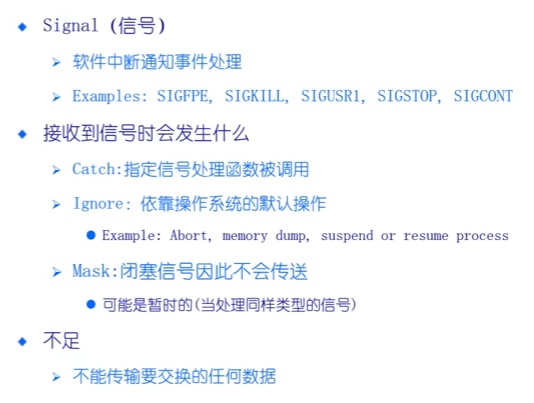 Signal (信号)
软件中断通知事件处理
Examples: SIGFPE, SIGKILL, SIGUSR1, SIGSTOP, SIGCONT
接收到信号时会发生什么
Catch:指定信号处理函数被调用
Ignore: 依靠操作系统的默认操作
Example: Abort, memory dump, suspend or resume process
Mask:闭塞信号因此不会传送
可能是暂时的(当处理同样类型的信号)
不足
不能传输要交换的任何数据